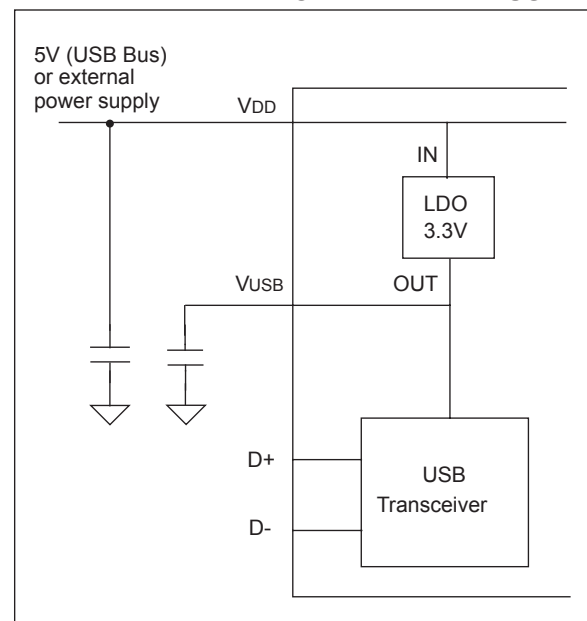 5V (USB Bus)
or external
power supply
VDD
IN
LDO
3.3V
VUSB
OUT
D+
USB
Transceiver
D-